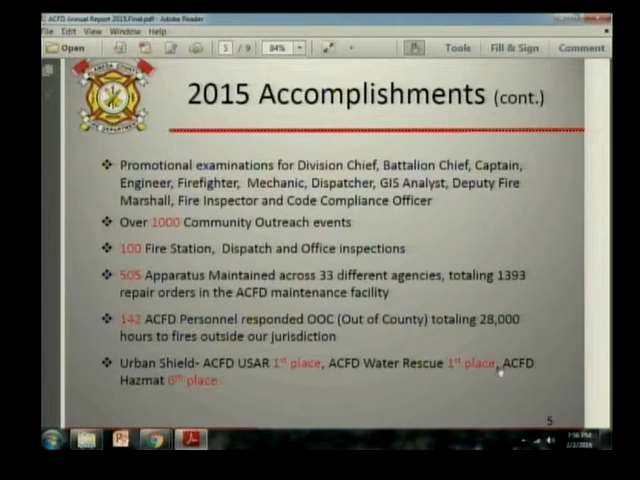 ACFD Annual Report 2015.Final.pdf - Adobe Reader
File Edit View Window Help
Open 5 / 9 84% Tools Fill & Sign Comment
2015 Accomplishments (cont.)
❖ Promotional examinations for Division Chief, Battalion Chief, Captain,
Engineer, Firefighter, Mechanic, Dispatcher, GIS Analyst, Deputy Fire
Marshall, Fire Inspector and Code Compliance Officer
❖ Over 1000 Community Outreach events
❖ 100 Fire Station, Dispatch and Office inspections
❖ 505 Apparatus Maintained across 33 different agencies, totaling 1393
repair orders in the ACFD maintenance facility
❖ 142 ACFD Personnel responded OOC (Out of County) totaling 28,000
hours to fires outside our jurisdiction
❖ Urban Shield- ACFD USAR 1st place, ACFD Water Rescue 1st place, ACFD
Hazmat 6th place
5
7:56 PM